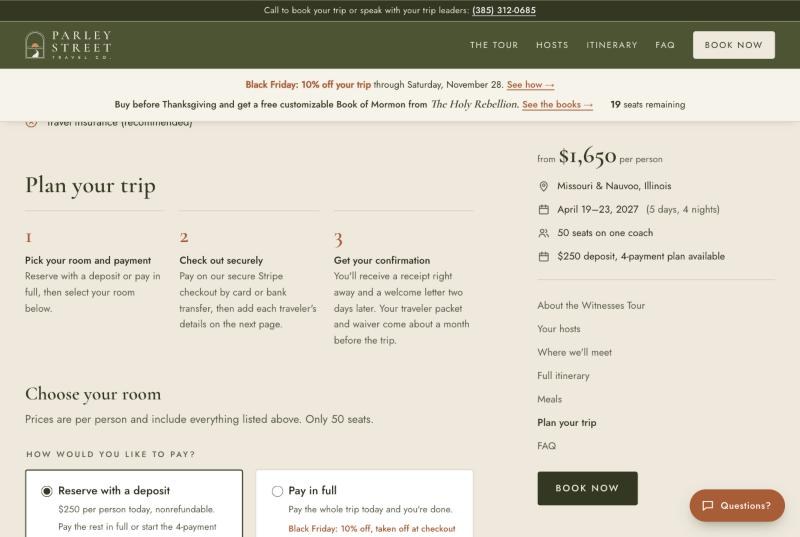 Call to book your trip or speak with your trip leaders: (385) 312-0685
PARLEY
STREET
TRAVEL CO.
THE TOUR
HOSTS
ITINERARY
FAQ
BOOK NOW
Black Friday: 10% off your trip through Saturday, November 28. See how →
Buy before Thanksgiving and get a free customizable Book of Mormon from The Holy Rebellion. See the books →
19 seats remaining
Travel insurance (recommended)
Plan your trip
1
Pick your room and payment
Reserve with a deposit or pay in
full, then select your room
below.
2
Check out securely
Pay on our secure Stripe
checkout by card or bank
transfer, then add each traveler's
details on the next page.
3
Get your confirmation
You'll receive a receipt right
away and a welcome letter two
days later. Your traveler packet
and waiver come about a month
before the trip.
Choose your room
Prices are per person and include everything listed above. Only 50 seats.
HOW WOULD YOU LIKE TO PAY?
Reserve with a deposit
$250 per person today, nonrefundable.
Pay the rest in full or start the 4-payment
Pay in full
Pay the whole trip today and you're done.
Black Friday: 10% off, taken off at checkout
from $1,650 per person
Missouri & Nauvoo, Illinois
April 19–23, 2027 (5 days, 4 nights)
50 seats on one coach
$250 deposit, 4-payment plan available
About the Witnesses Tour
Your hosts
Where we'll meet
Full itinerary
Meals
Plan your trip
FAQ
BOOK NOW
Questions?